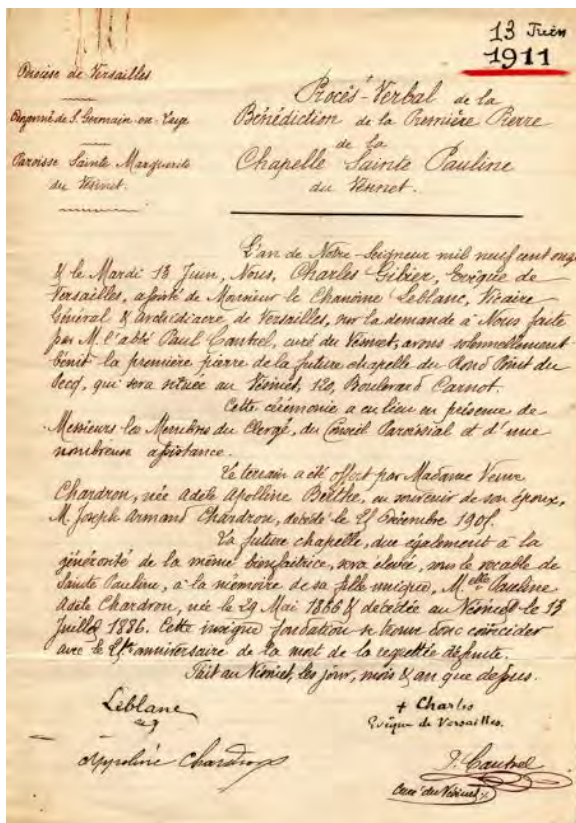 13 Juin
1911
Diocèse de Versailles
Doyenné de S. Germain-en-Laye
Paroisse Sainte Marguerite
du Vésinet.
Procès-Verbal de la
Bénédiction de la Première Pierre
de la
Chapelle Sainte Pauline
du Vésinet.
L'an de Notre-Seigneur mil neuf cent onze
& le Mardi 13 Juin, Nous, Charles Gibier, Evêque de
Versailles, assisté de Monsieur le Chanoine Leblanc, Vicaire
Général & archidiacre de Versailles, sur la demande à Nous faite
par M. l'abbé Paul Cautrel, curé du Vésinet, avons solennellement
bénit la première pierre de la future chapelle du Rond Point du
Pecq, qui sera située au Vésinet, 120, Boulevard Carnot.
Cette cérémonie a eu lieu en présence de
Messieurs les Membres du Clergé, du Conseil Paroissial et d'une
nombreuse assistance.
Le terrain a été offert par Madame Veuve
Chardron, née Adèle Apolline Berthe, en souvenir de son époux,
M. Joseph Armand Chardron, décédé le Décembre
La future chapelle, due également à la
générosité de la même bienfaitrice, sera élevée, sous le vocable de
Sainte Pauline, à la mémoire de sa fille unique, Melle Pauline
Adèle Chardron, née le 29 Mai 1866 & décédée au Vésinet le 13
Juillet 1886. Cette insigne fondation se trouve donc coïncider
avec le anniversaire de la mort de la regrettée défunte.
Fait au Vésinet, les jour, mois & an que dessus.
Leblanc
vg
+ Charles
Evêque de Versailles.
Appoline Chardron
P. Cautrel
Curé du Vésinet